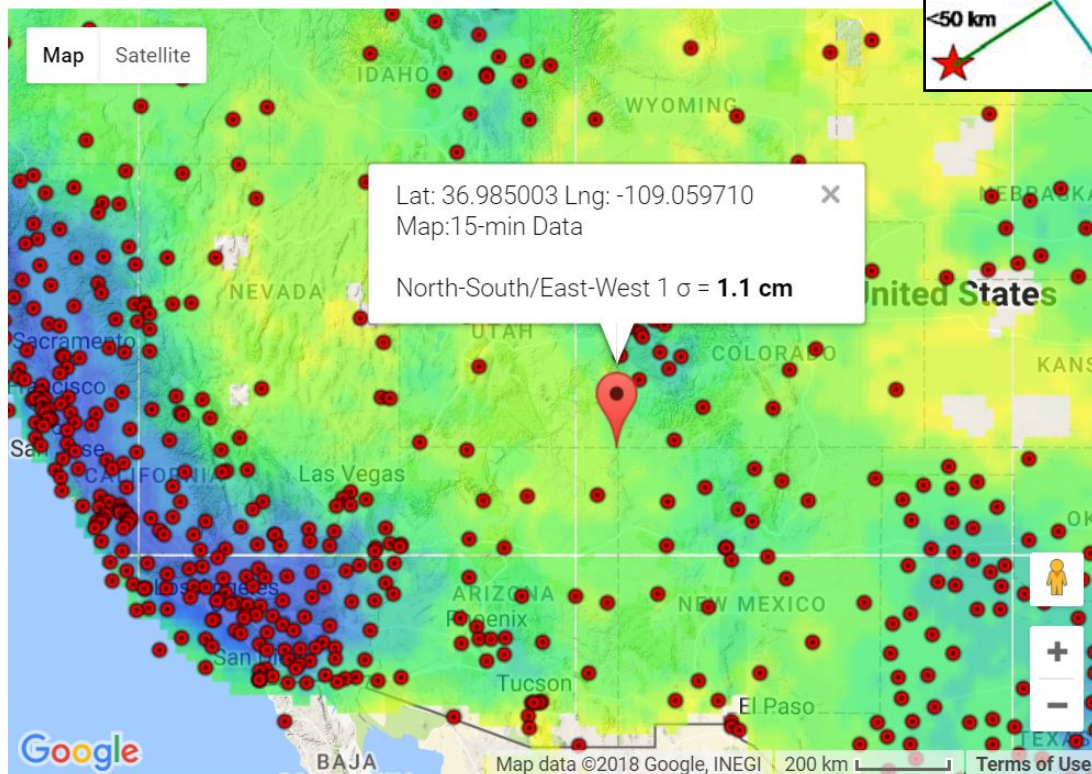 <50 km
Map Satellite
IDAHO
WYOMING
Lat: 36.985003 Lng: -109.059710
Map:15-min Data
North-South/East-West 1 σ = 1.1 cm
NEBRASKA
NEVADA
United States
UTAH
Sacramento
COLORADO
KANS
CALIFORNIA
Las Vegas
OK
Los Angeles
ARIZONA
NEW MEXICO
Phoenix
San Di
Tucson
El Paso
TEXAS
Google
BAJA
Map data ©2018 Google, INEGI 200 km Terms of Use